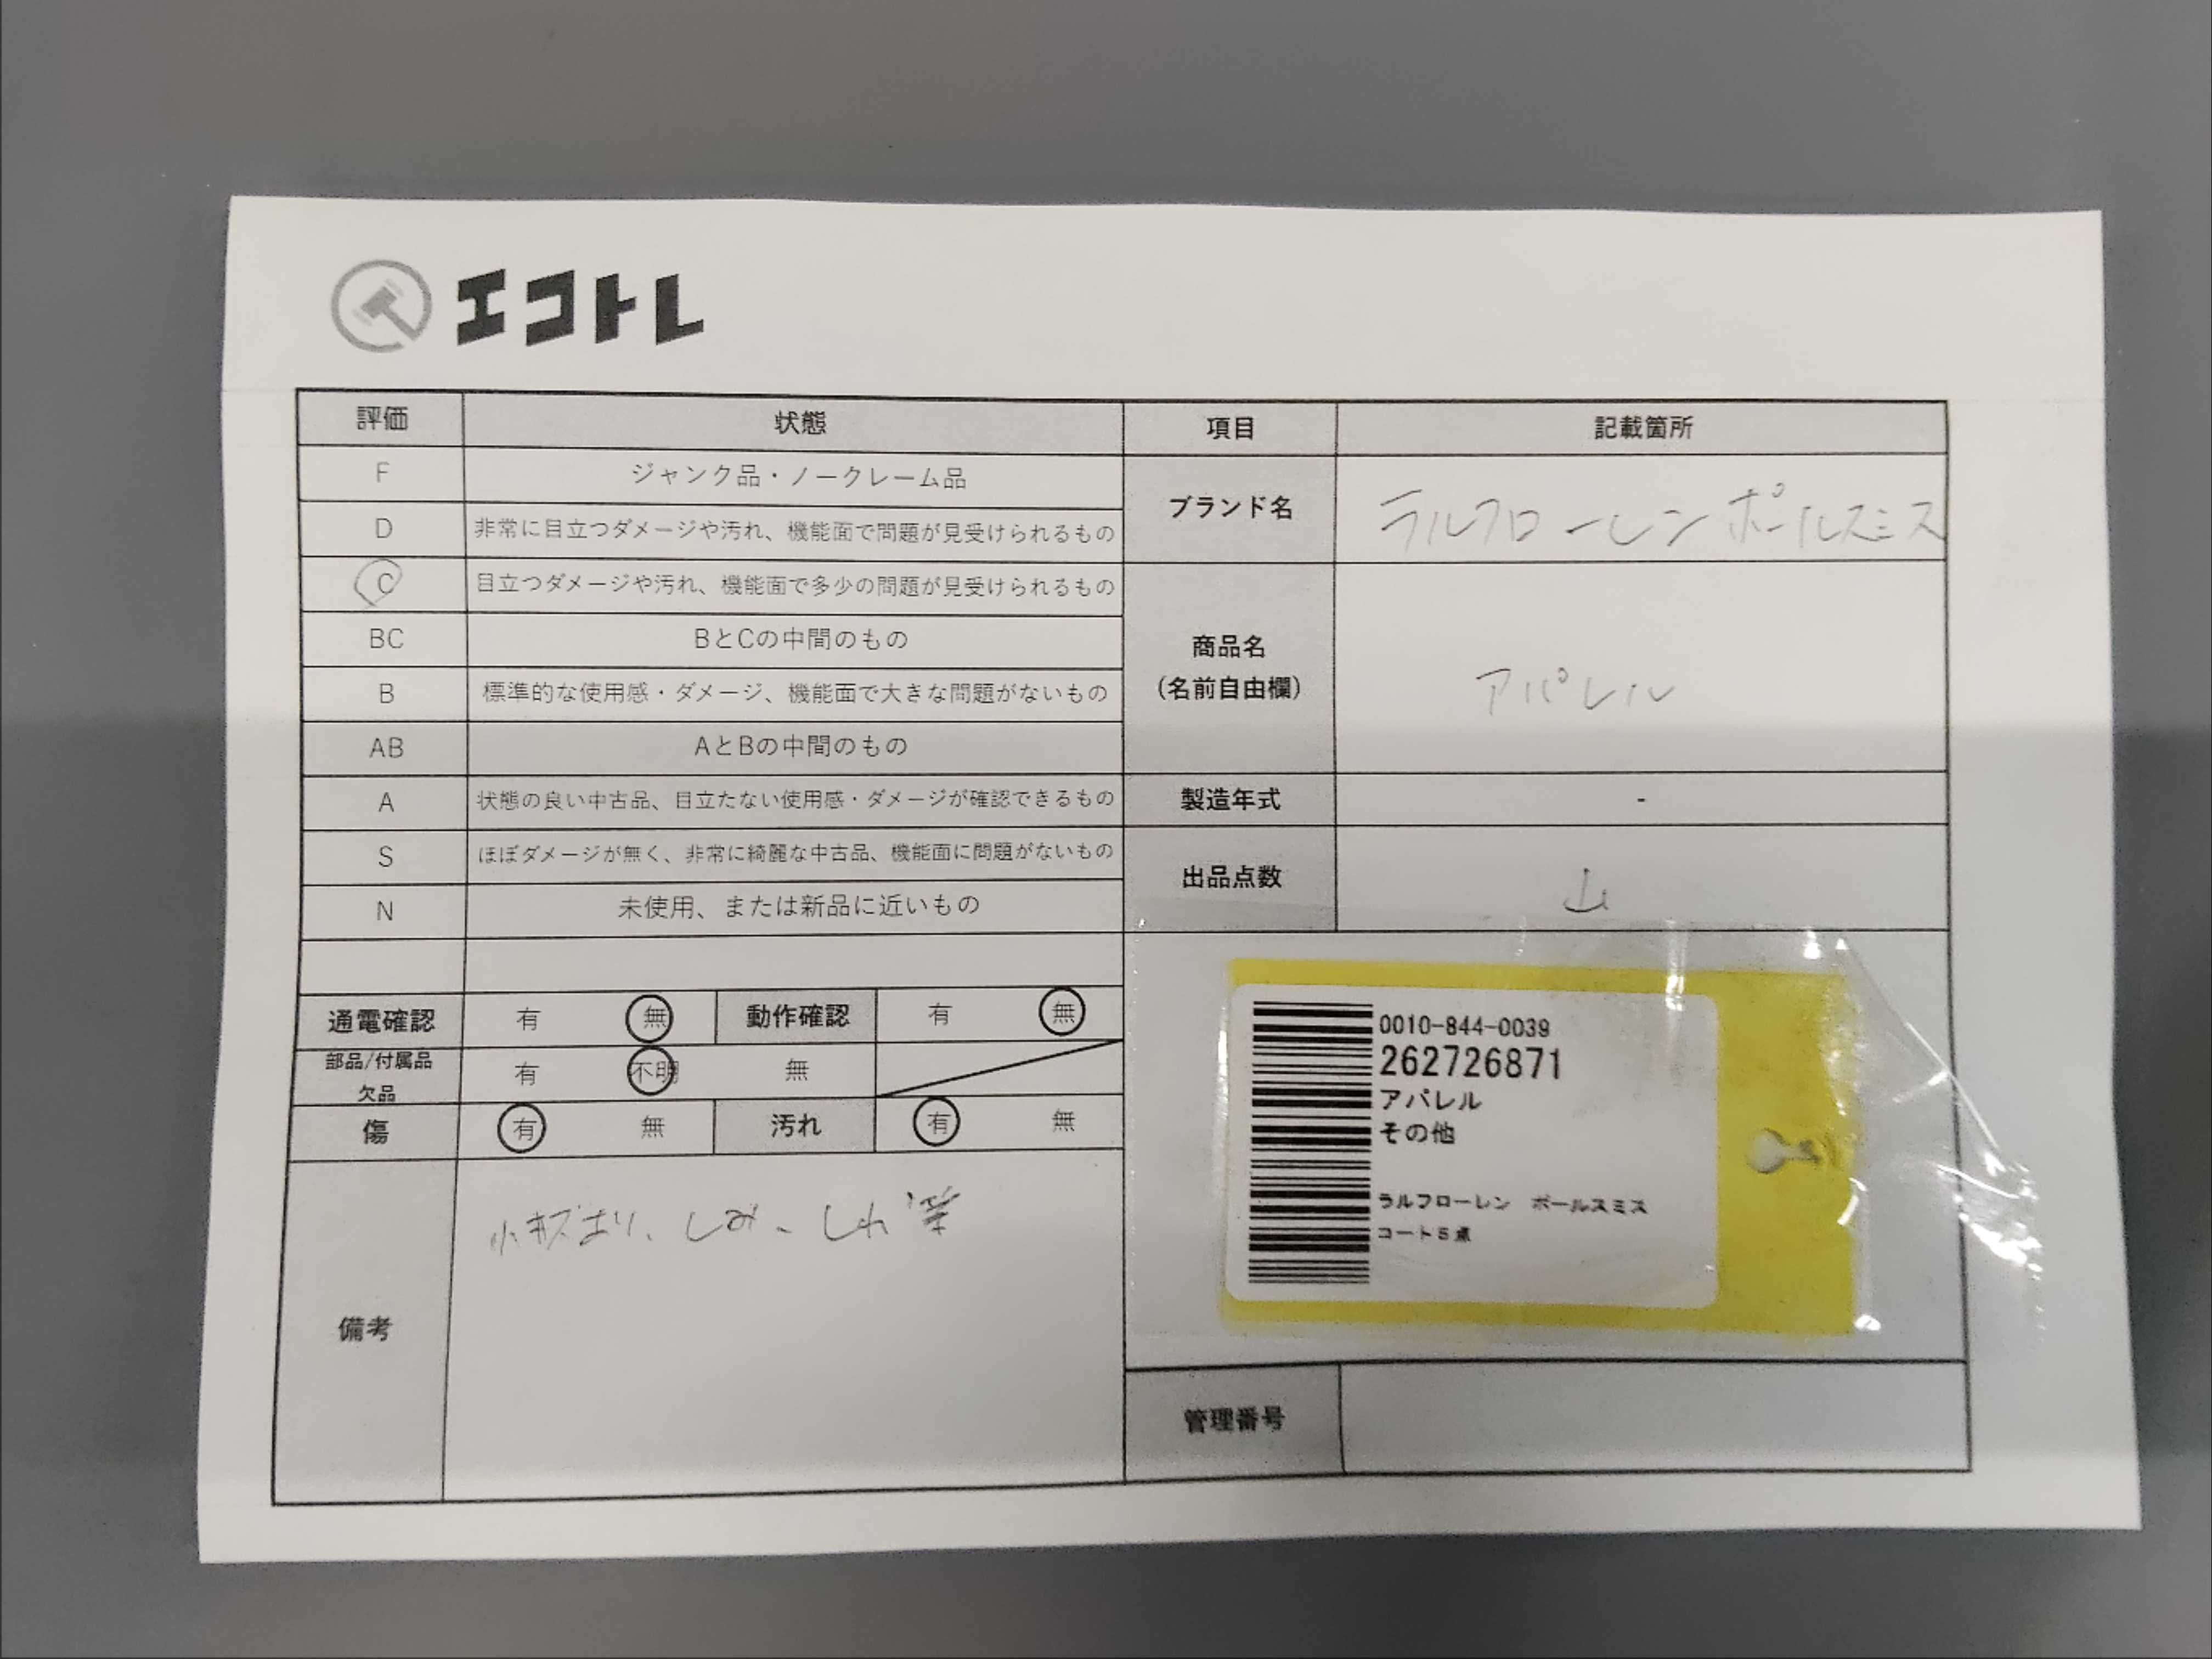 エコトレ
評価 状態 項目 記載箇所
F ジャンク品・ノークレーム品
D 非常に目立つダメージや汚れ、機能面で問題が見受けられるもの
ブランド名 ラルフローレン ポールスミス
C 目立つダメージや汚れ、機能面で多少の問題が見受けられるもの
BC BとCの中間のもの
商品名
(名前自由欄)
アパレル
B 標準的な使用感・ダメージ、機能面で大きな問題がないもの
AB AとBの中間のもの
A 状態の良い中古品、目立たない使用感・ダメージが確認できるもの
製造年式 -
S ほぼダメージが無く、非常に綺麗な中古品、機能面に問題がないもの
出品点数 山
N 未使用、または新品に近いもの
通電確認 有 無 動作確認 有 無
部品/付属品
欠品
有 不明 無
傷 有 無 汚れ 有 無
備考
小キズあり、しみ、しわ 等
0010-844-0039
262726871
アパレル
その他
ラルフローレン ポールスミス
コート5点
管理番号